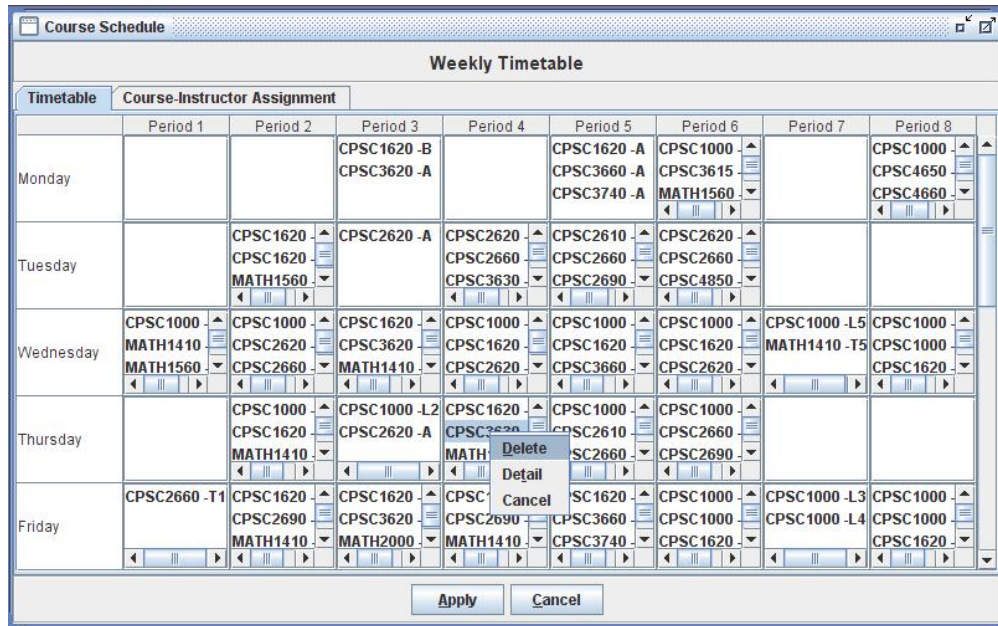 Course Schedule
Weekly Timetable
Timetable Course-Instructor Assignment
Period 1 Period 2 Period 3 Period 4 Period 5 Period 6 Period 7 Period 8
Monday
CPSC1620 -B CPSC1620 -A CPSC1000 - CPSC1000 -
CPSC3620 -A CPSC3660 -A CPSC3615 - CPSC4650 -
CPSC3740 -A MATH1560 - CPSC4660 -
Tuesday
CPSC1620 - CPSC2620 -A CPSC2620 - CPSC2610 - CPSC2620 -
CPSC1620 - CPSC2660 - CPSC2660 - CPSC2660 -
MATH1560 - CPSC3630 - CPSC2690 - CPSC4850 -
Wednesday
CPSC1000 - CPSC1000 - CPSC1620 - CPSC1000 - CPSC1000 - CPSC1000 - CPSC1000 -L5 CPSC1000 -
MATH1410 - CPSC2620 - CPSC3620 - CPSC1620 - CPSC1620 - CPSC1620 - MATH1410 -T5 CPSC1000 -
MATH1560 - CPSC2660 - MATH1410 - CPSC2620 - CPSC3660 - CPSC2620 - CPSC1620 -
Thursday
CPSC1000 - CPSC1000 -L2 CPSC1620 - CPSC1000 - CPSC1000 -
CPSC1620 - CPSC2620 -A CPSC3630 - CPSC2610 - CPSC2660 -
MATH1410 - MATH PSC2660 - CPSC2690 -
Delete
Detail
Cancel
Friday
CPSC2660 -T1 CPSC1620 - CPSC1620 - CPSC PSC1620 - CPSC1000 - CPSC1000 -L3 CPSC1000 -
CPSC2690 - CPSC3620 - CPSC2690 - CPSC3660 - CPSC1000 - CPSC1000 -L4 CPSC1000 -
MATH1410 - MATH2000 - MATH1410 - CPSC3740 - CPSC1620 - CPSC1620 -
Apply Cancel